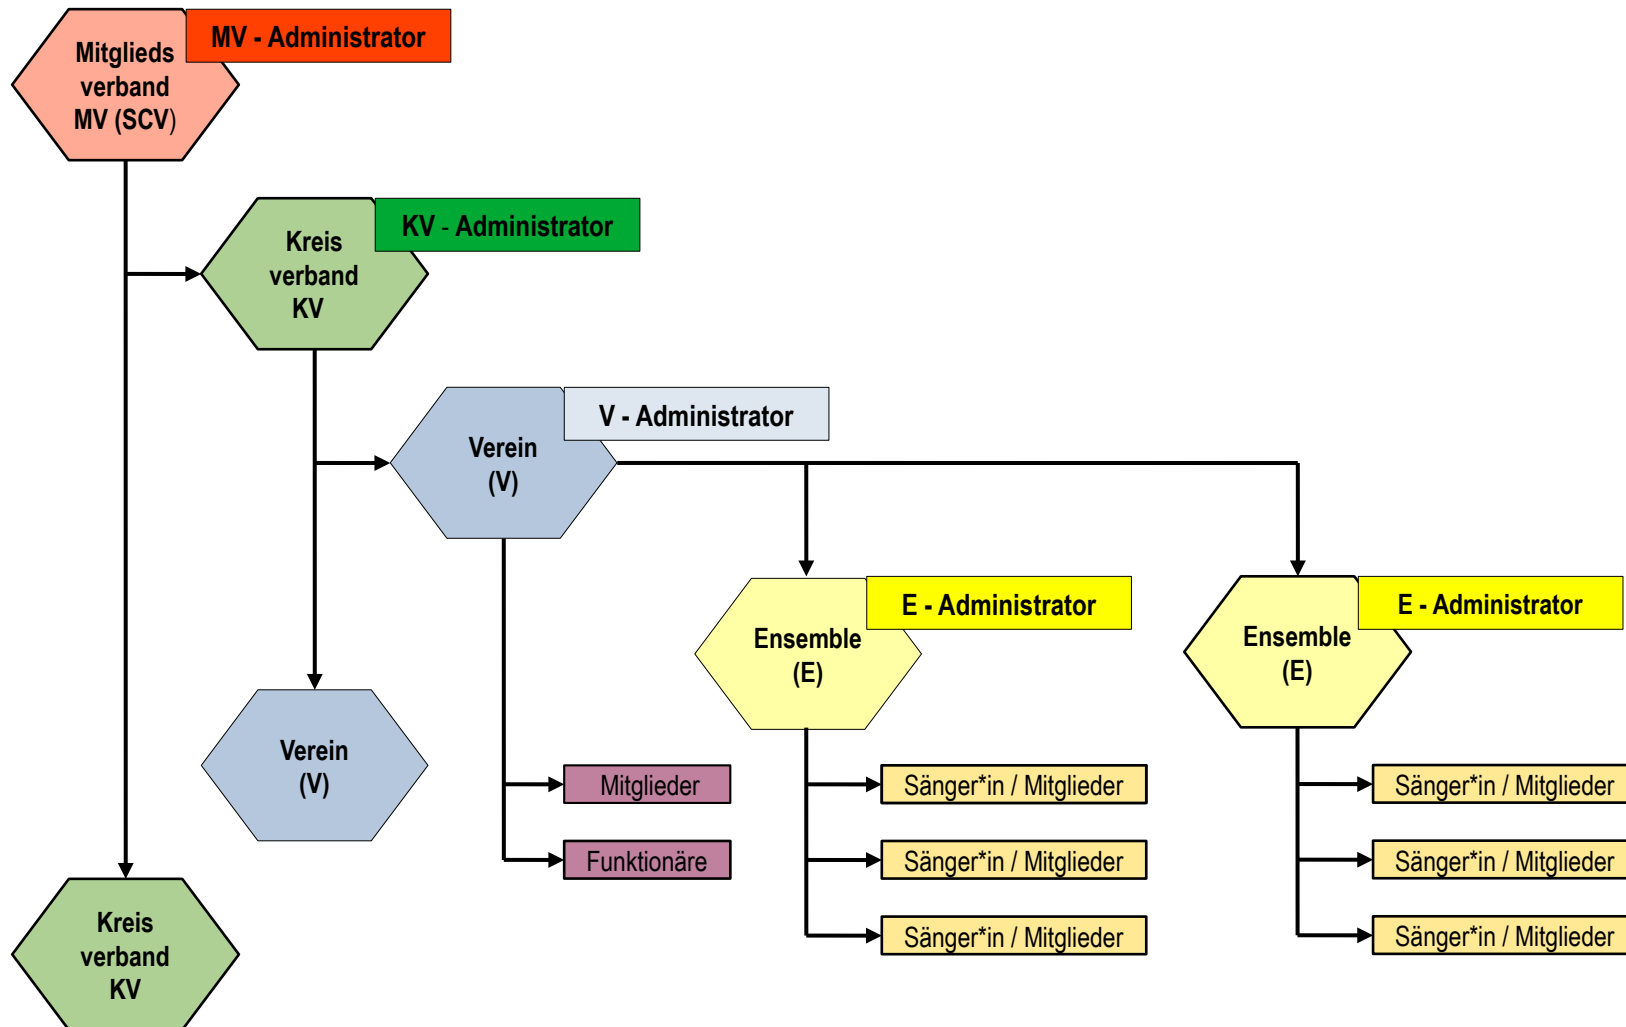 MV - Administrator
Mitglieds
verband
MV (SCV)
KV - Administrator
Kreis
verband
KV
V - Administrator
Verein
(V)
E - Administrator
Ensemble
(E)
E - Administrator
Ensemble
(E)
Verein
(V)
Mitglieder
Sänger*in / Mitglieder
Sänger*in / Mitglieder
Funktionäre
Sänger*in / Mitglieder
Sänger*in / Mitglieder
Sänger*in / Mitglieder
Sänger*in / Mitglieder
Kreis
verband
KV